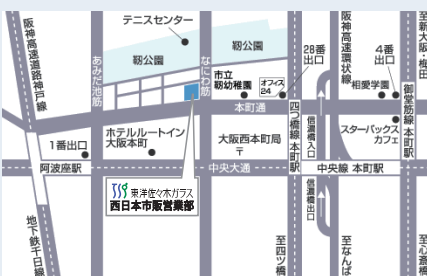 阪神高速道路神戸線
テニスセンター
靭公園
あみだ池筋
なにわ筋
靭公園
市立
靭幼稚園
オフィス
24
28番
出口
阪神高速環状線
4番
出口
至新大阪・梅田
相愛学園
御堂筋線 本町駅
本町通
四つ橋線 本町駅
信濃橋入口
スターバックス
カフェ
1番出口
ホテルルートイン
大阪本町
大阪西本町局
〒
阿波座駅
中央大通
中央線 本町駅
信濃橋出口
東洋佐々木ガラス
西日本市販営業部
地下鉄千日線
至四ツ橋
至なんば
至心斎橋